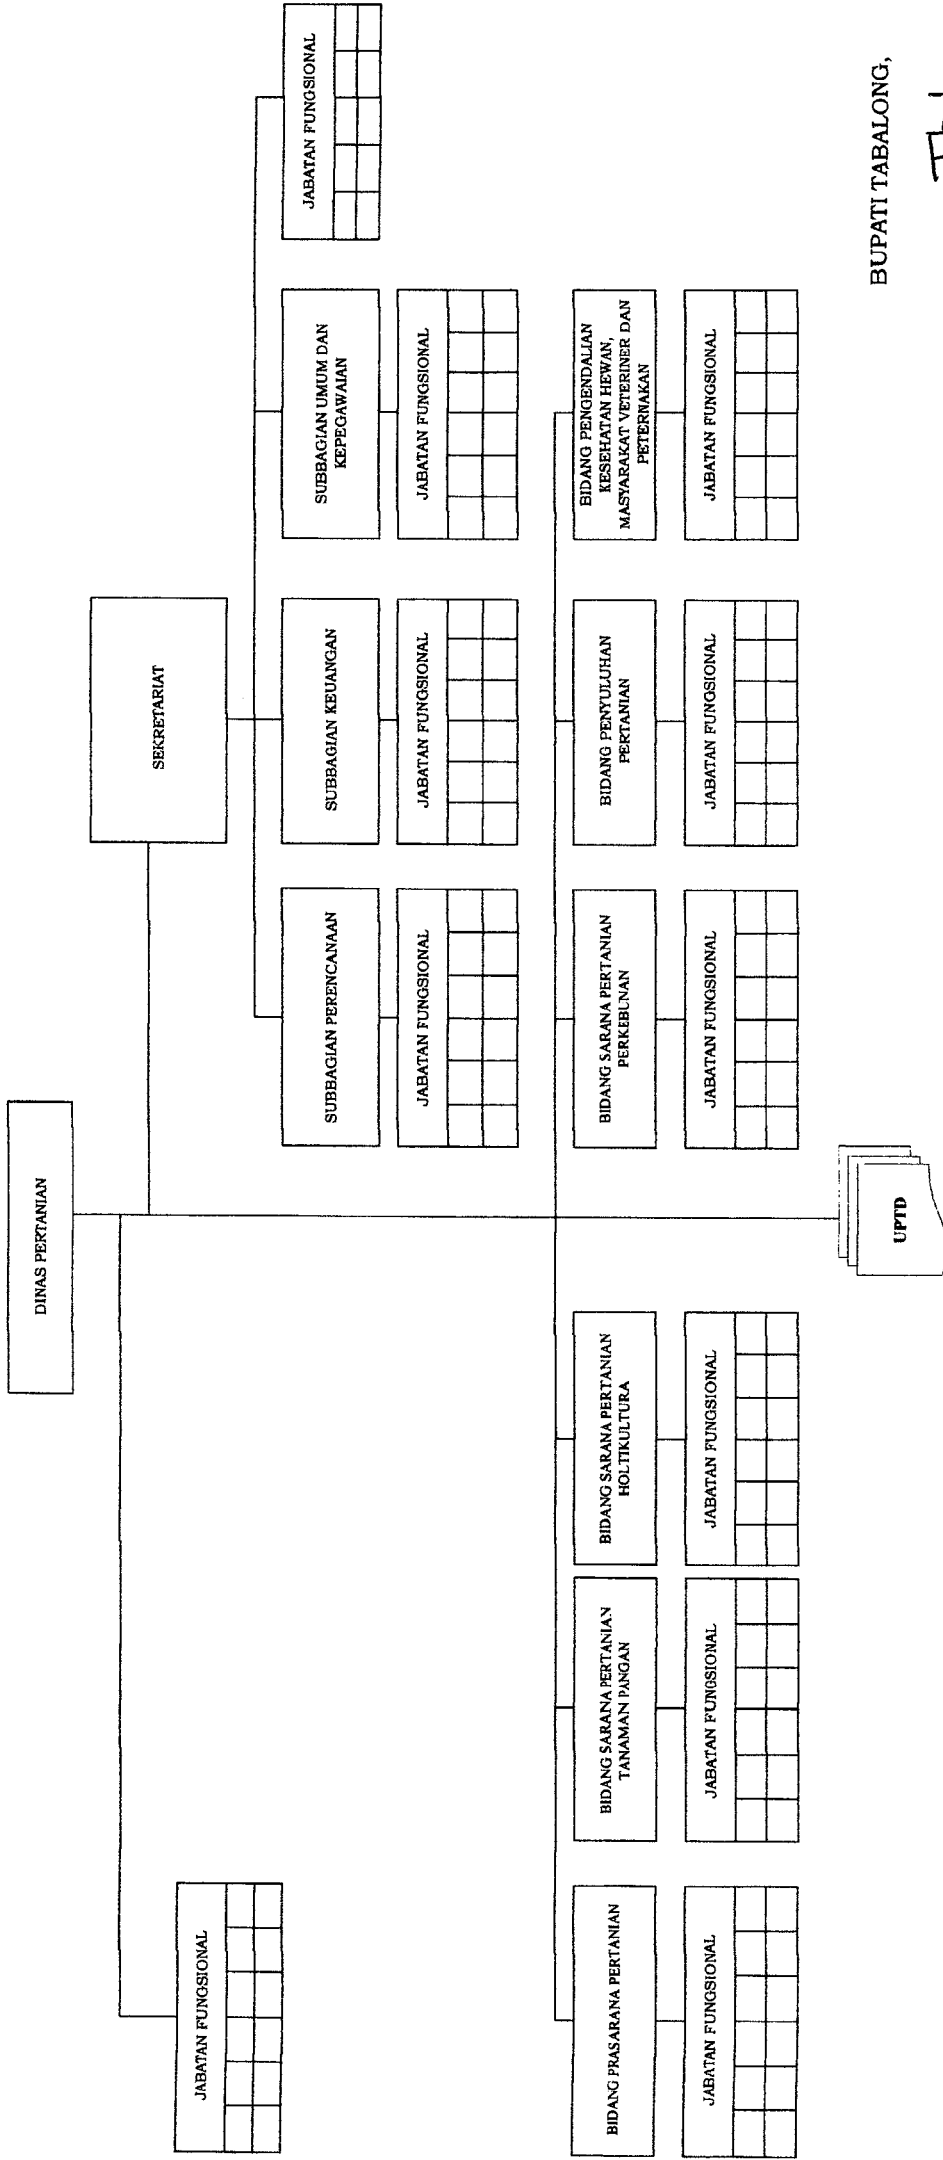 DINAS PERTANIAN
SEKRETARIAT
JABATAN FUNGSIONAL
SUBBAGIAN PERENCANAAN
JABATAN FUNGSIONAL
SUBBAGIAN KEUANGAN
JABATAN FUNGSIONAL
SUBBAGIAN UMUM DAN
KEPEGAWAIAN
JABATAN FUNGSIONAL
JABATAN FUNGSIONAL
BIDANG PRASARANA PERTANIAN
JABATAN FUNGSIONAL
BIDANG SARANA PERTANIAN
TANAMAN PANGAN
JABATAN FUNGSIONAL
BIDANG SARANA PERTANIAN
HOLTIKULTURA
JABATAN FUNGSIONAL
BIDANG SARANA PERTANIAN
PERKEBUNAN
JABATAN FUNGSIONAL
BIDANG PENYULUHAN
PERTANIAN
JABATAN FUNGSIONAL
BIDANG PENGENDALIAN
KESEHATAN HEWAN,
MASYARAKAT VETERINER DAN
PETERNAKAN
JABATAN FUNGSIONAL
UPTD
BUPATI TABALONG,